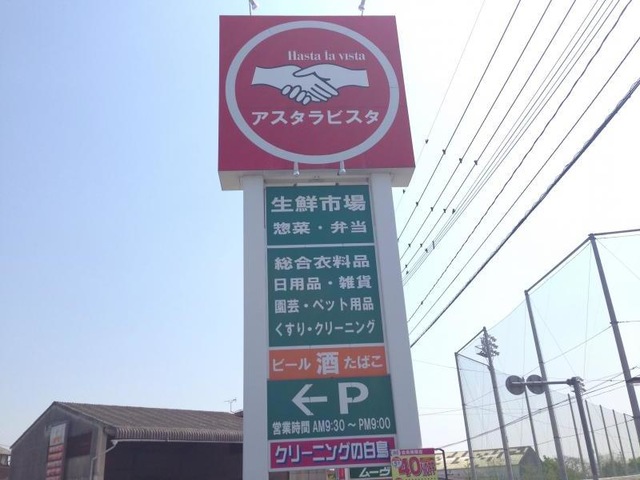 Hasta la vista
アスタラビスタ
生鮮市場
惣菜・弁当
総合衣料品
日用品・雑貨
園芸・ペット用品
くすり・クリーニング
ビール 酒 たばこ
←P
営業時間 AM9:30～PM9:00
クリーニングの白鳥
ムーヴ
40